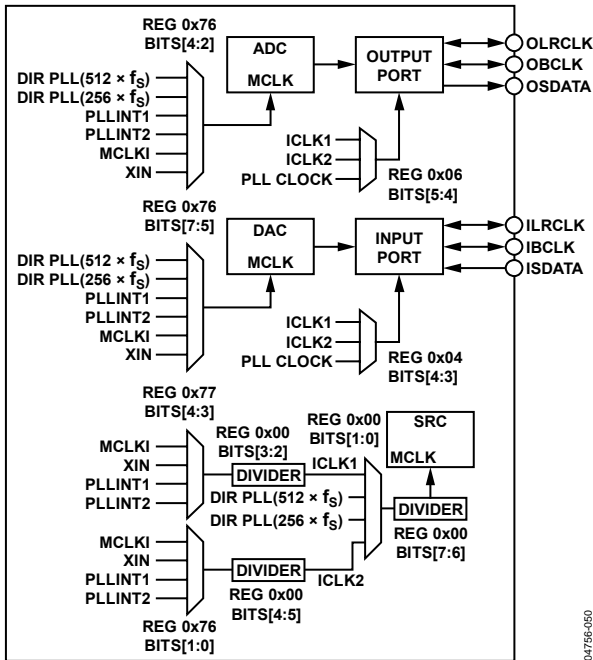 REG 0x76
BITS[4:2]
ADC
MCLK
OUTPUT
PORT
OLRCLK
OBCLK
OSDATA
DIR PLL(512 × fS)
DIR PLL(256 × fS)
PLLINT1
PLLINT2
MCLKI
XIN
ICLK1
ICLK2
PLL CLOCK
REG 0x06
BITS[5:4]
REG 0x76
BITS[7:5]
DAC
MCLK
INPUT
PORT
ILRCLK
IBCLK
ISDATA
DIR PLL(512 × fS)
DIR PLL(256 × fS)
PLLINT1
PLLINT2
MCLKI
XIN
ICLK1
ICLK2
PLL CLOCK
REG 0x04
BITS[4:3]
REG 0x77
BITS[4:3]
MCLKI
XIN
PLLINT1
PLLINT2
REG 0x00
BITS[3:2]
DIVIDER
ICLK1
REG 0x00
BITS[1:0]
SRC
MCLK
DIR PLL(512 × fS)
DIR PLL(256 × fS)
DIVIDER
REG 0x00
BITS[7:6]
MCLKI
XIN
PLLINT1
PLLINT2
DIVIDER
ICLK2
REG 0x00
BITS[4:5]
REG 0x76
BITS[1:0]
04756-050